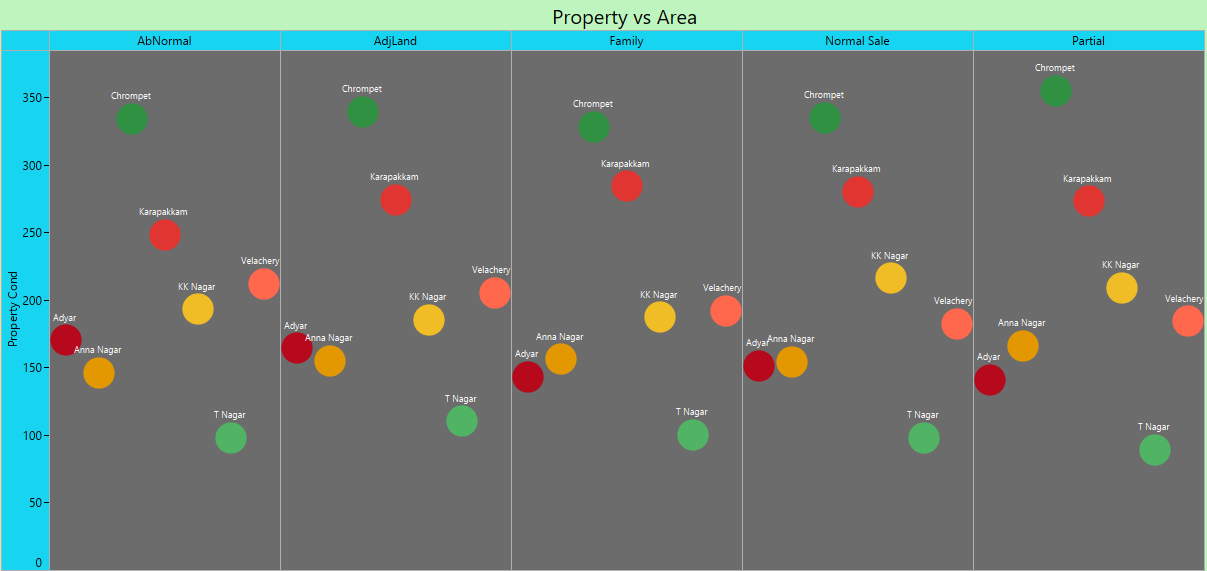 Property vs Area
AbNormal AdjLand Family Normal Sale Partial
Property Cond
350
300
250
200
150
100
50
0
Chrompet
Karapakkam
Velachery
KK Nagar
Adyar
Anna Nagar
T Nagar
Chrompet
Karapakkam
Velachery
KK Nagar
Adyar
Anna Nagar
T Nagar
Chrompet
Karapakkam
Velachery
KK Nagar
Anna Nagar
Adyar
T Nagar
Chrompet
Karapakkam
KK Nagar
Velachery
Adyar
Anna Nagar
T Nagar
Chrompet
Karapakkam
KK Nagar
Velachery
Anna Nagar
Adyar
T Nagar